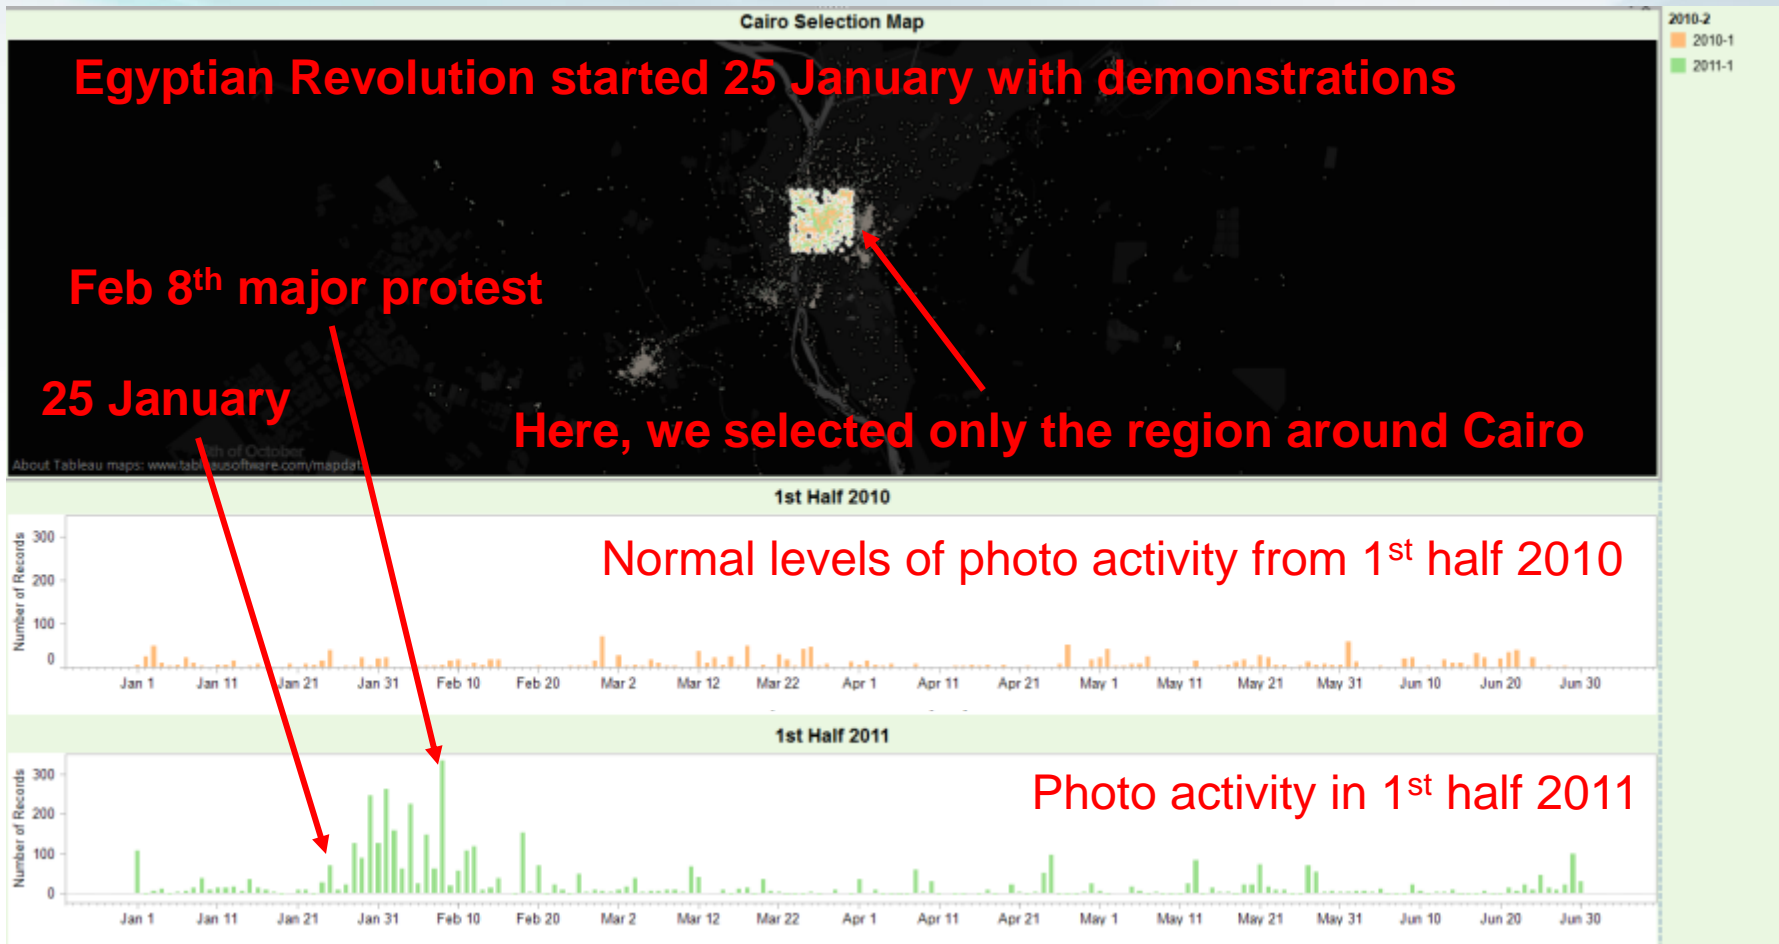 Cairo Selection Map
2010-2
2010-1
2011-1
Egyptian Revolution started 25 January with demonstrations
Feb 8th major protest
25 January
Here, we selected only the region around Cairo
of October
About Tableau maps: www.tableausoftware.com/mapdata
1st Half 2010
Number of Records
300
200
100
0
Normal levels of photo activity from 1st half 2010
Jan 1 Jan 11 Jan 21 Jan 31 Feb 10 Feb 20 Mar 2 Mar 12 Mar 22 Apr 1 Apr 11 Apr 21 May 1 May 11 May 21 May 31 Jun 10 Jun 20 Jun 30
1st Half 2011
Number of Records
300
200
100
0
Photo activity in 1st half 2011
Jan 1 Jan 11 Jan 21 Jan 31 Feb 10 Feb 20 Mar 2 Mar 12 Mar 22 Apr 1 Apr 11 Apr 21 May 1 May 11 May 21 May 31 Jun 10 Jun 20 Jun 30